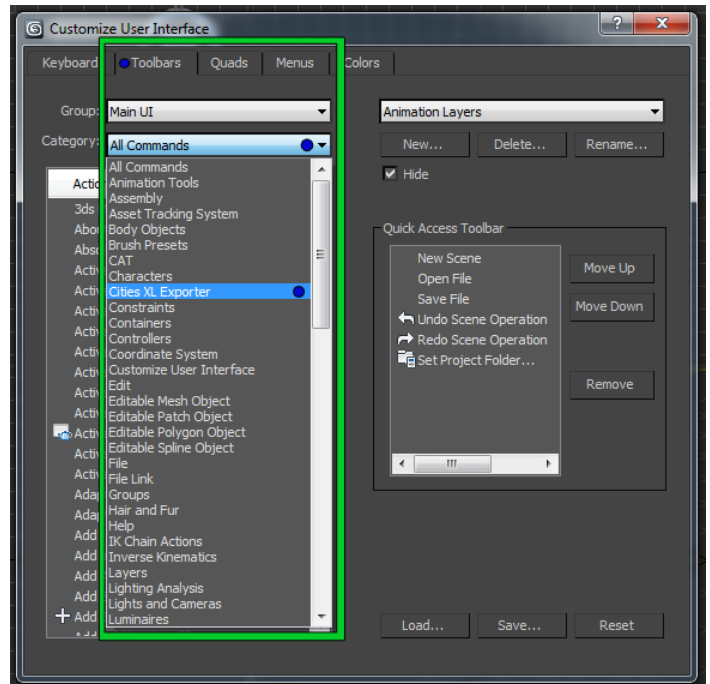 Customize User Interface
Keyboard Toolbars Quads Menus Colors
Group: Main UI
Category: All Commands
All Commands
Animation Tools
Assembly
Asset Tracking System
Body Objects
Brush Presets
CAT
Characters
Cities XL Exporter
Constraints
Containers
Controllers
Coordinate System
Customize User Interface
Edit
Editable Mesh Object
Editable Patch Object
Editable Polygon Object
Editable Spline Object
File
File Link
Groups
Hair and Fur
Help
IK Chain Actions
Inverse Kinematics
Layers
Lighting Analysis
Lights and Cameras
Luminaires
3ds
Add
Add
Add
Add
Add
Animation Layers
New... Delete... Rename...
Hide
Quick Access Toolbar
New Scene
Open File
Save File
Undo Scene Operation
Redo Scene Operation
Set Project Folder...
Move Up
Move Down
Remove
Load... Save... Reset